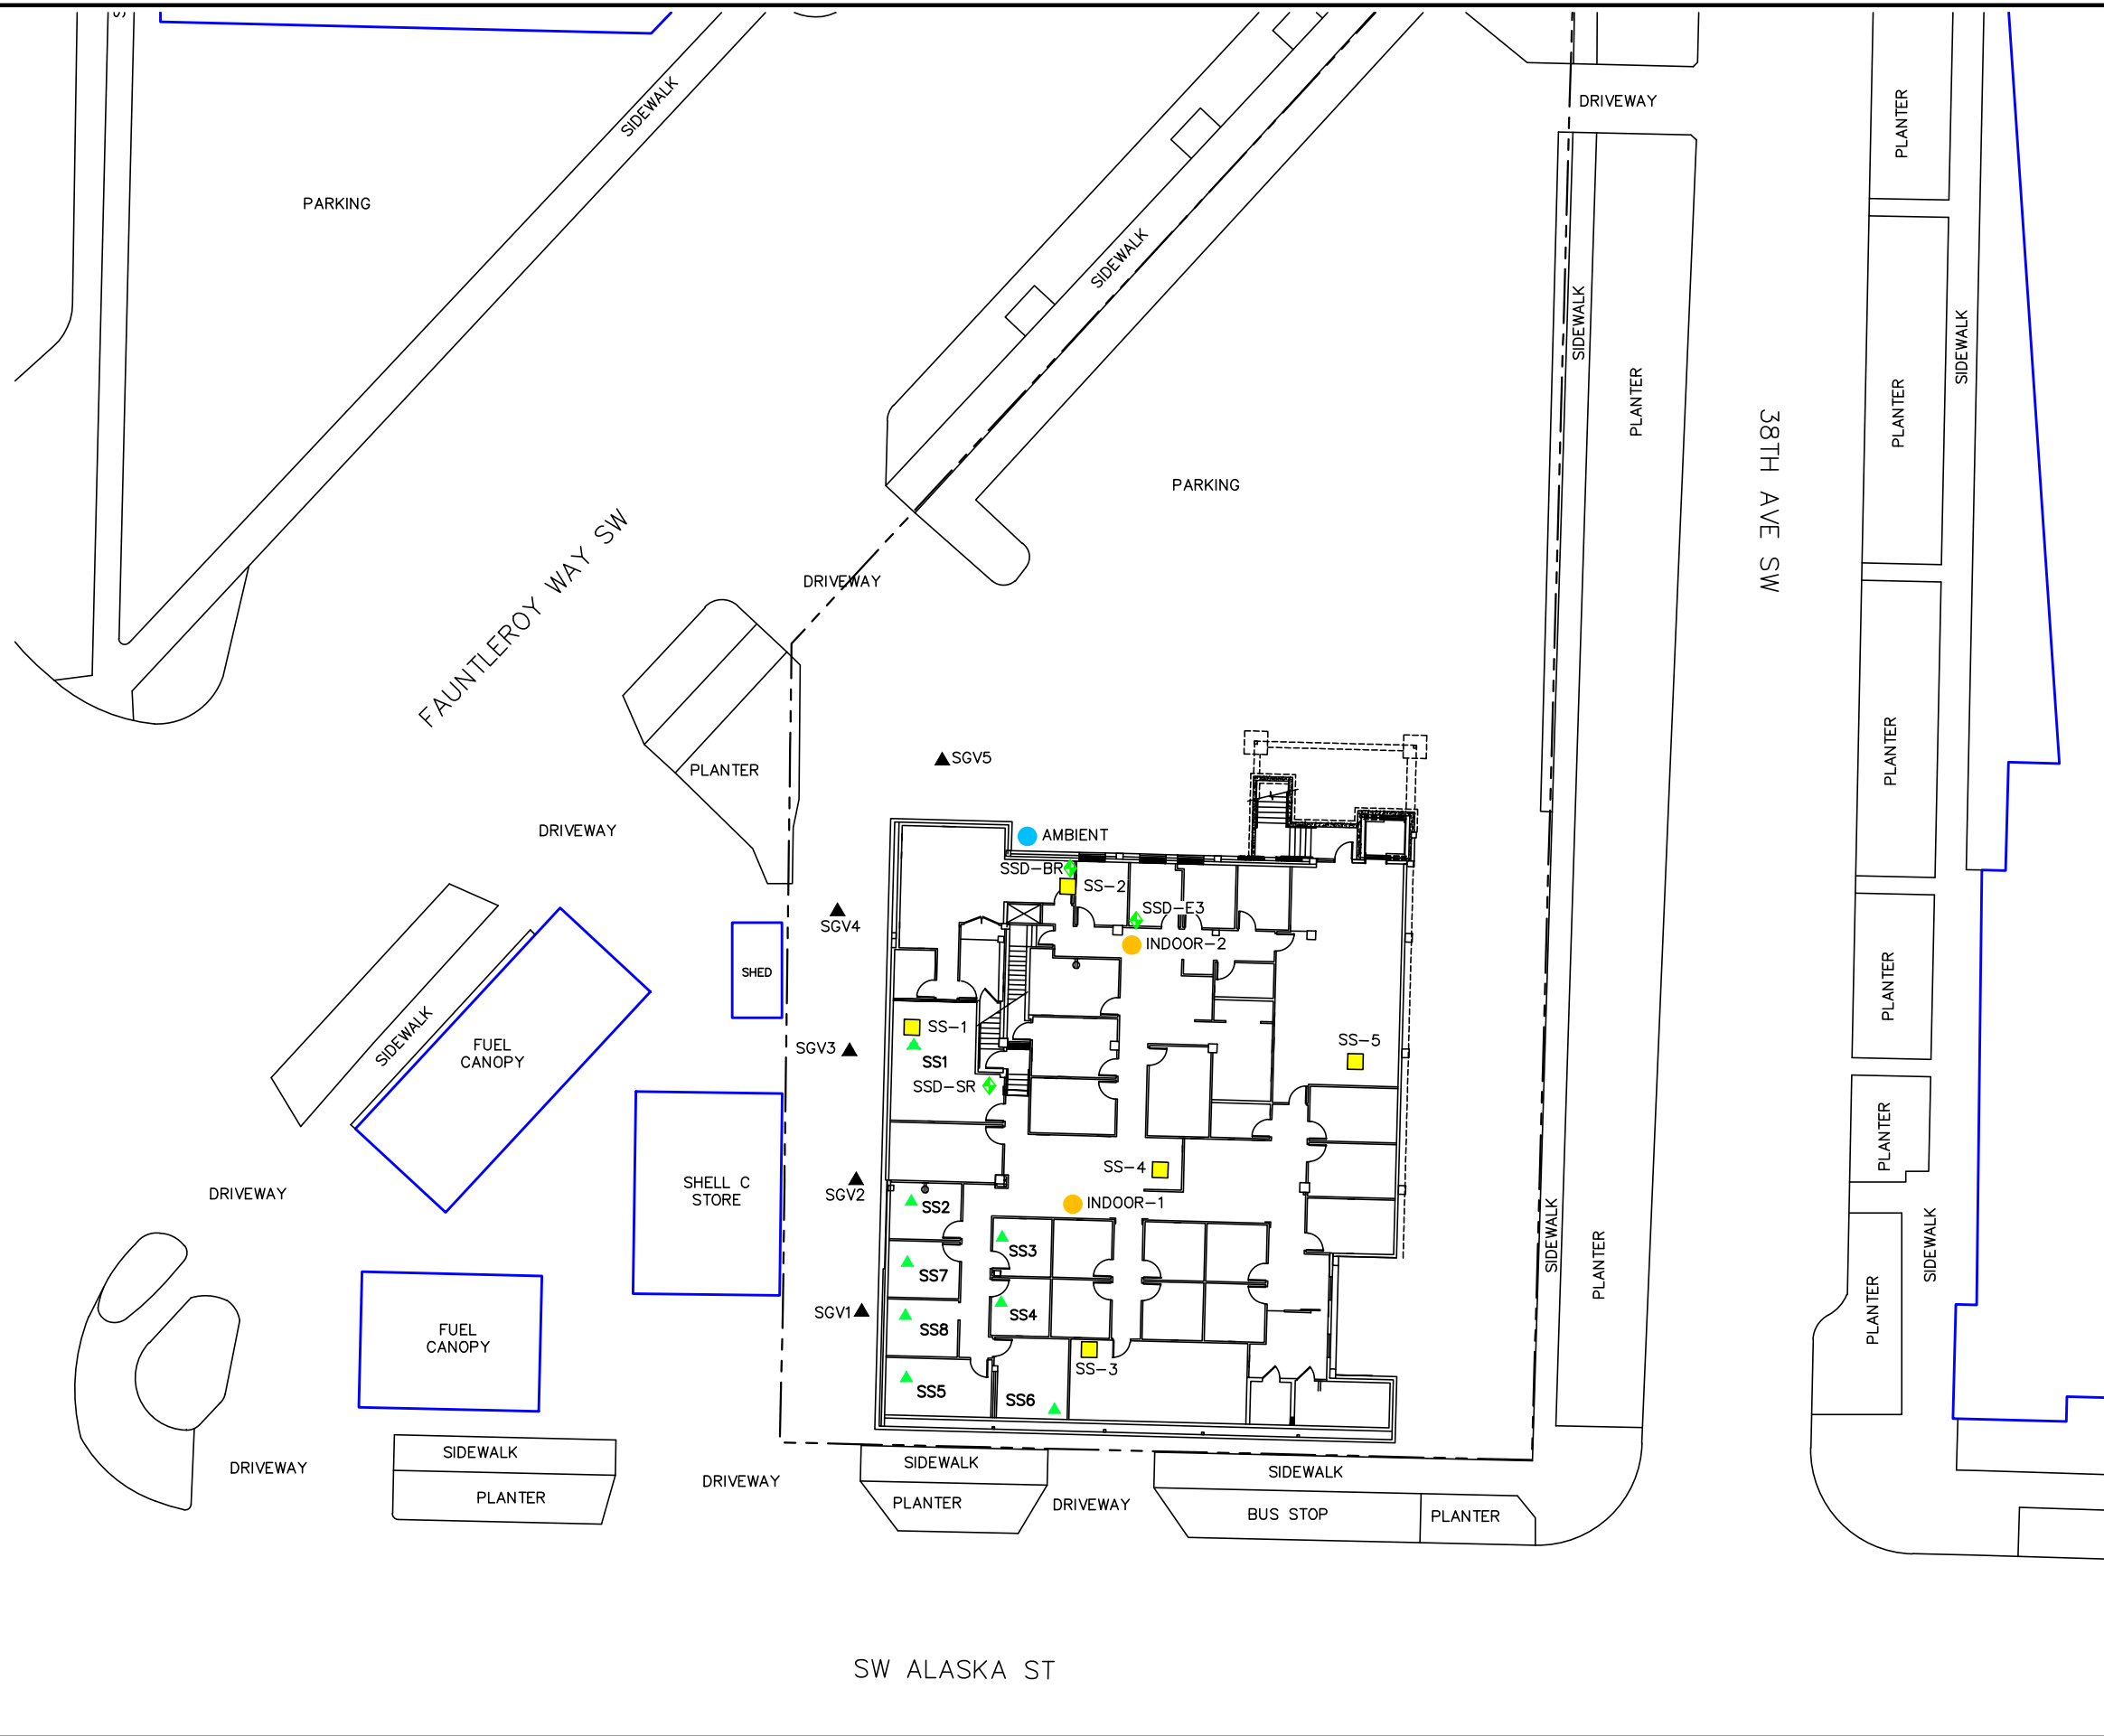 S
SIDEWALK
DRIVEWAY
PLANTER
PARKING
SIDEWALK
SIDEWALK
PLANTER
SIDEWALK
PLANTER
38TH AVE SW
PARKING
FAUNTLEROY WAY SW
DRIVEWAY
PLANTER
SGV5
PLANTER
DRIVEWAY
AMBIENT
SSD-BR
SS-2
SSD-E3
SGV4
INDOOR-2
SHED
PLANTER
SIDEWALK
FUEL
CANOPY
SS-1
SGV3
SS1
SSD-SR
SS-5
PLANTER
SS-4
SHELL C
STORE
DRIVEWAY
SGV2
SS2
INDOOR-1
SIDEWALK
PLANTER
SIDEWALK
SS3
SS7
SGV1
SS4
SS8
FUEL
CANOPY
PLANTER
SS-3
SS5
SS6
SIDEWALK
DRIVEWAY
PLANTER
DRIVEWAY
SIDEWALK
PLANTER
DRIVEWAY
SIDEWALK
BUS STOP
PLANTER
PLANTER
SW ALASKA ST